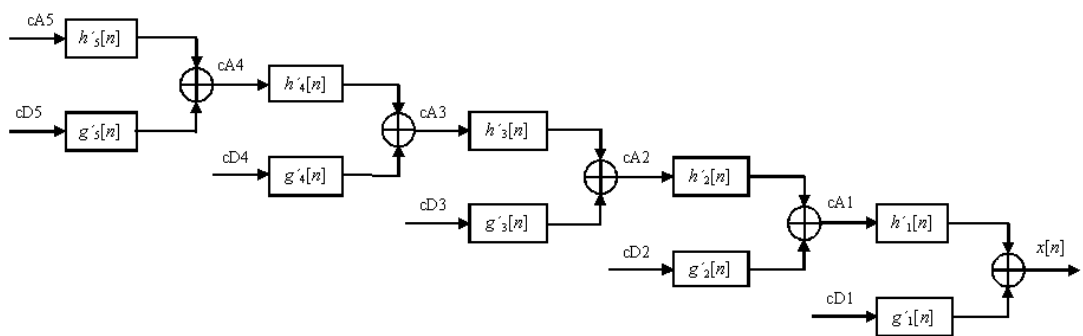 cA5
h´5[n]
cA4
h´4[n]
cD5
g´5[n]
cA3
h´3[n]
cD4
g´4[n]
cA2
h´2[n]
cD3
g´3[n]
cA1
h´1[n]
cD2
g´2[n]
x[n]
cD1
g´1[n]